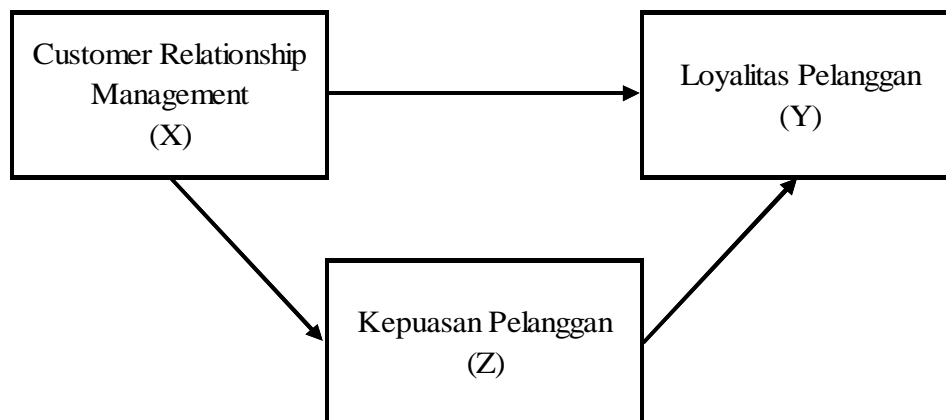 Customer Relationship
Management
(X)
Loyalitas Pelanggan
(Y)
Kepuasan Pelanggan
(Z)